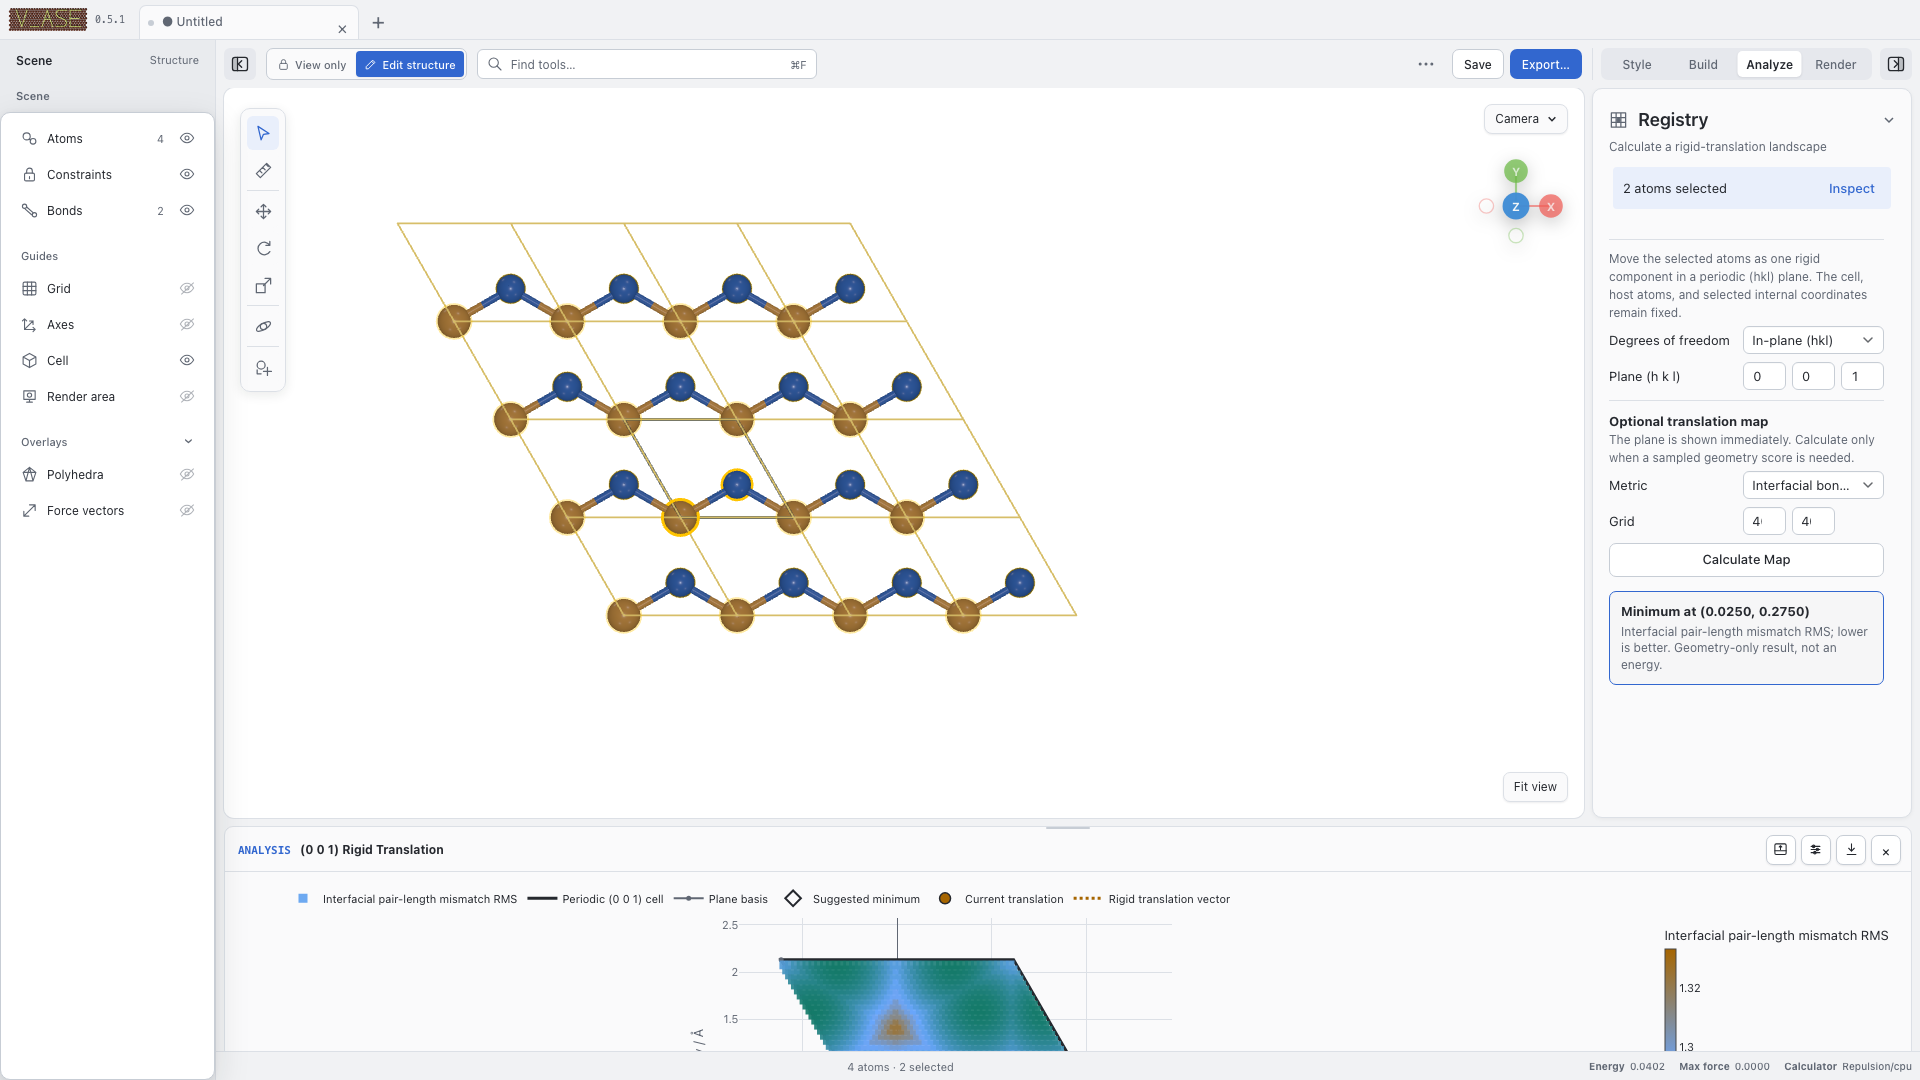 V_ASE 0.5.1
Untitled
Scene Structure
View only Edit structure Find tools... ⌘F
Save Export... Style Build Analyze Render
Scene
Atoms 4
Constraints
Bonds 2
Guides
Grid
Axes
Cell
Render area
Overlays
Polyhedra
Force vectors
Camera
Y
Z X
Fit view
Registry
Calculate a rigid-translation landscape
2 atoms selected Inspect
Move the selected atoms as one rigid
component in a periodic (hkl) plane. The cell,
host atoms, and selected internal coordinates
remain fixed.
Degrees of freedom In-plane (hkl)
Plane (h k l) 0 0 1
Optional translation map
The plane is shown immediately. Calculate only
when a sampled geometry score is needed.
Metric Interfacial bon...
Grid
Calculate Map
Minimum at (0.0250, 0.2750)
Interfacial pair-length mismatch RMS; lower
is better. Geometry-only result, not an
energy.
ANALYSIS (0 0 1) Rigid Translation
Interfacial pair-length mismatch RMS Periodic (0 0 1) cell Plane basis Suggested minimum Current translation Rigid translation vector
2.5
2
1.5
Interfacial pair-length mismatch RMS
1.32
1.3
4 atoms · 2 selected
Energy 0.0402 Max force 0.0000 Calculator Repulsion/cpu